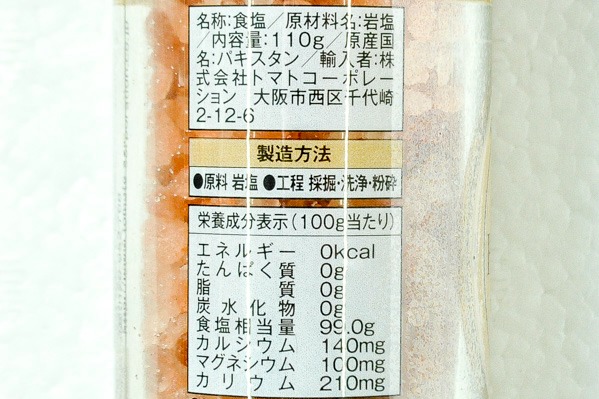 名称:食塩／原材料名:岩塩
／内容量:110g／原産国
名:パキスタン／輸入者:株
式会社トマトコーポレー
ション　大阪市西区千代崎
2-12-6
製造方法
●原料 岩塩 ●工程 採掘・洗浄・粉砕
栄養成分表示(100g当たり)
エネルギー 0kcal
たんぱく質 0g
脂質 0g
炭水化物 0g
食塩相当量 99.0g
カルシウム 140mg
マグネシウム 100mg
カリウム 210mg